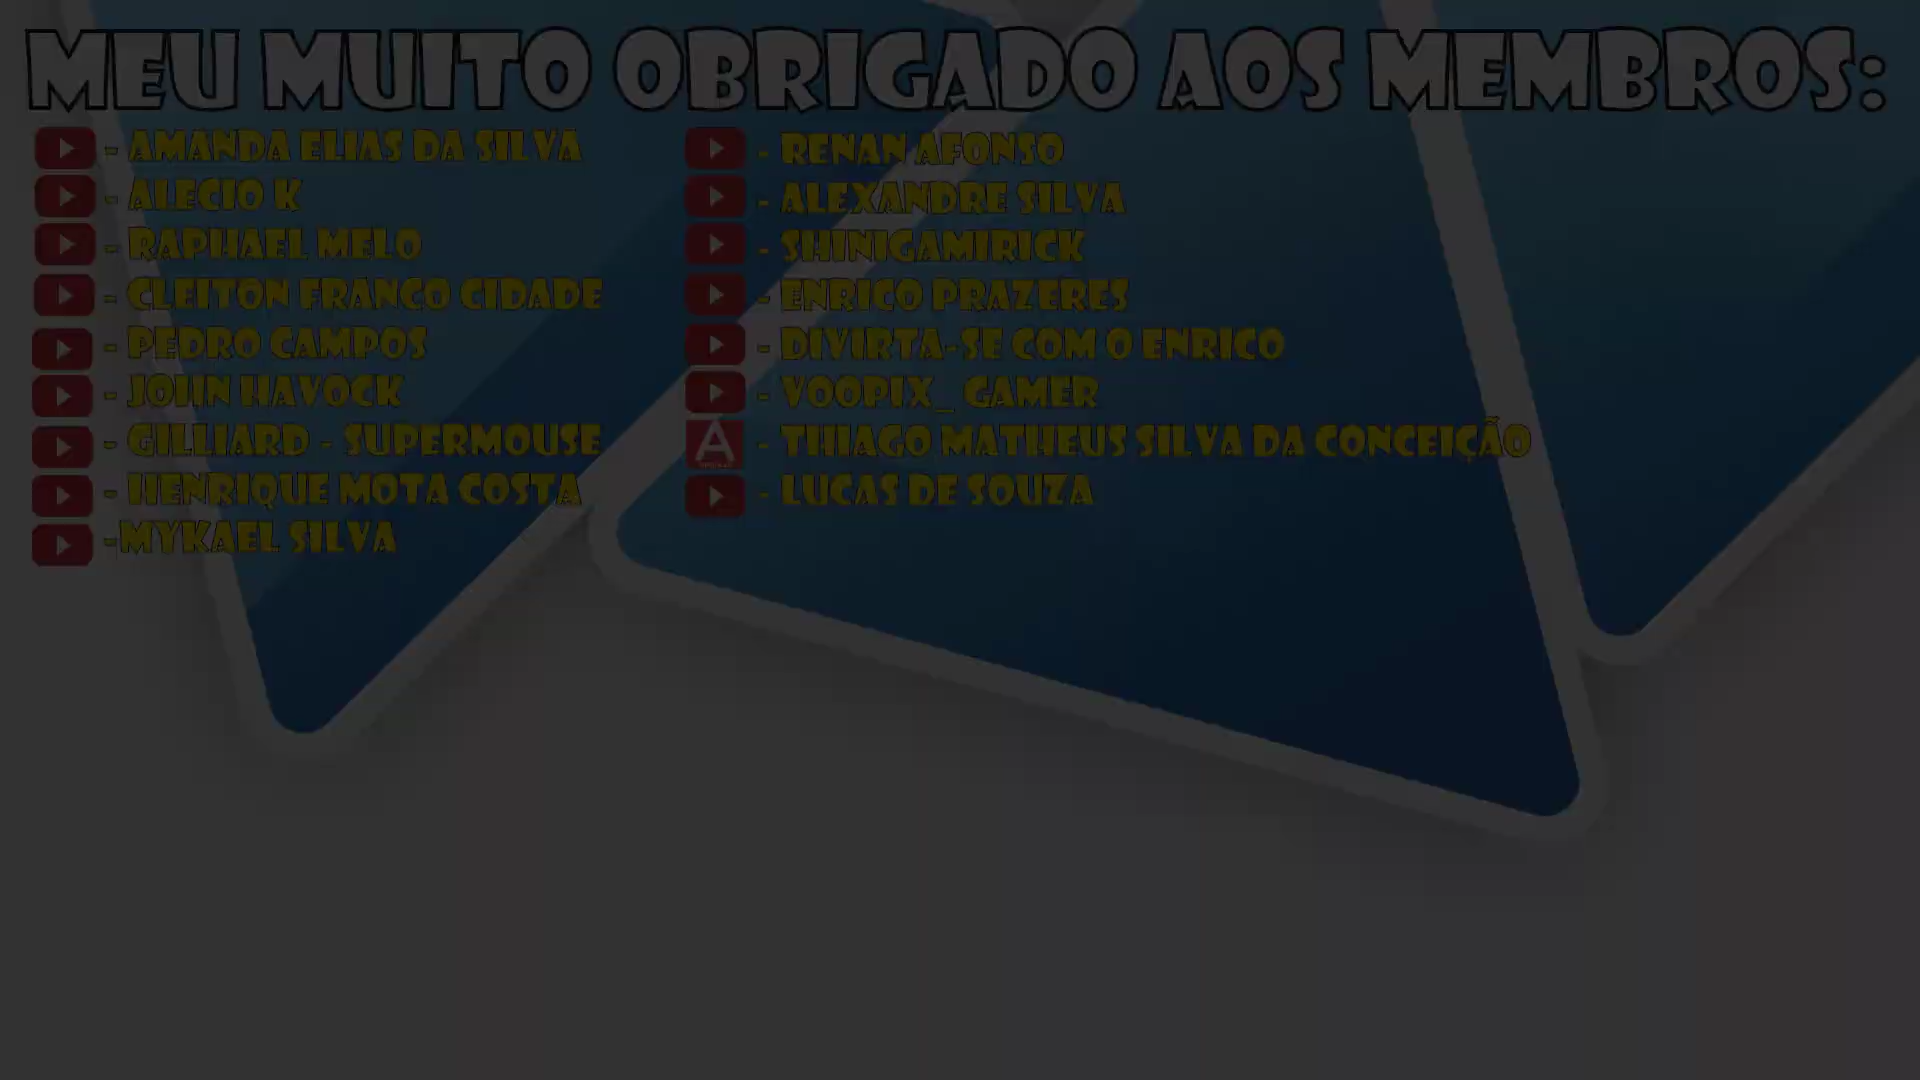 MEU MUITO OBRIGADO AOS MEMBROS:
- AMANDA ELIAS DA SILVA
- ALECIO K
- RAPHAEL MELO
- CLEITON FRANCO CIDADE
- PEDRO CAMPOS
- JOHN HAVOCK
- GILLIARD - SUPERMOUSE
- HENRIQUE MOTA COSTA
-MYKAEL SILVA
- RENAN AFONSO
- ALEXANDRE SILVA
- SHINIGAMIRICK
- ENRICO PRAZERES
- DIVIRTA-SE COM O ENRICO
- VOOPIX_ GAMER
A - THIAGO MATHEUS SILVA DA CONCEIÇÃO
- LUCAS DE SOUZA